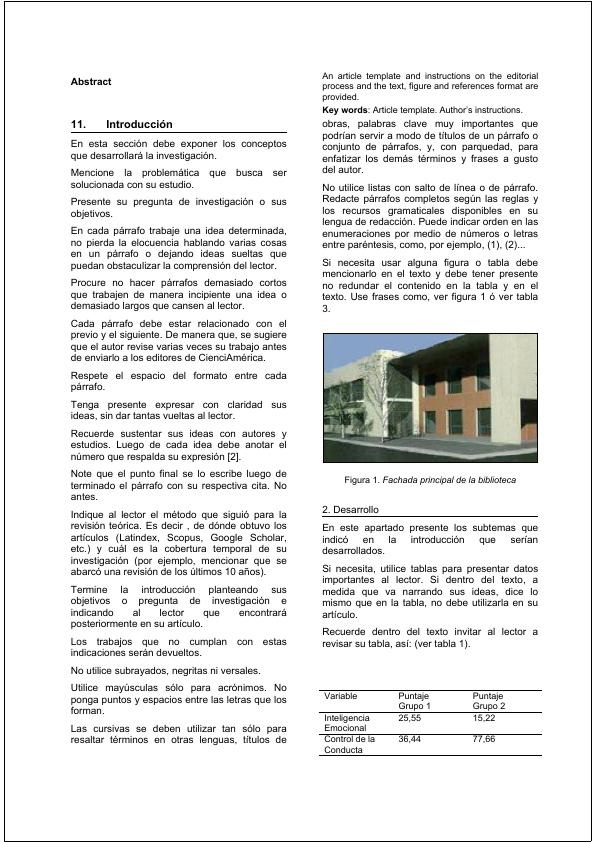 Abstract
An article template and instructions on the editorial
process and the text, figure and references format are
provided.
Key words: Article template. Author's instructions.
11. Introducción
En esta sección debe exponer los conceptos
que desarrollará la investigación.
Mencione la problemática que busca ser
solucionada con su estudio.
Presente su pregunta de investigación o sus
objetivos.
En cada párrafo trabaje una idea determinada,
no pierda la elocuencia hablando varias cosas
en un párrafo o dejando ideas sueltas que
puedan obstaculizar la comprensión del lector.
Procure no hacer párrafos demasiado cortos
que trabajen de manera incipiente una idea o
demasiado largos que cansen al lector.
Cada párrafo debe estar relacionado con el
previo y el siguiente. De manera que, se sugiere
que el autor revise varias veces su trabajo antes
de enviarlo a los editores de CienciAmérica.
Respete el espacio del formato entre cada
párrafo.
Tenga presente expresar con claridad sus
ideas, sin dar tantas vueltas al lector.
Recuerde sustentar sus ideas con autores y
estudios. Luego de cada idea debe anotar el
número que respalda su expresión [2].
Note que el punto final se lo escribe luego de
terminado el párrafo con su respectiva cita. No
antes.
Indique al lector el método que siguió para la
revisión teórica. Es decir , de dónde obtuvo los
artículos (Latindex, Scopus, Google Scholar,
etc.) y cuál es la cobertura temporal de su
investigación (por ejemplo, mencionar que se
abarcó una revisión de los últimos 10 años).
Termine la introducción planteando sus
objetivos o pregunta de investigación e
indicando al lector que encontrará
posteriormente en su artículo.
Los trabajos que no cumplan con estas
indicaciones serán devueltos.
No utilice subrayados, negritas ni versales.
Utilice mayúsculas sólo para acrónimos. No
ponga puntos y espacios entre las letras que los
forman.
Las cursivas se deben utilizar tan sólo para
resaltar términos en otras lenguas, títulos de
obras, palabras clave muy importantes que
podrían servir a modo de títulos de un párrafo o
conjunto de párrafos, y, con parquedad, para
enfatizar los demás términos y frases a gusto
del autor.
No utilice listas con salto de línea o de párrafo.
Redacte párrafos completos según las reglas y
los recursos gramaticales disponibles en su
lengua de redacción. Puede indicar orden en las
enumeraciones por medio de números o letras
entre paréntesis, como, por ejemplo, (1), (2)...
Si necesita usar alguna figura o tabla debe
mencionarlo en el texto y debe tener presente
no redundar el contenido en la tabla y en el
texto. Use frases como, ver figura 1 ó ver tabla
3.
Figura 1. Fachada principal de la biblioteca
2. Desarrollo
En este apartado presente los subtemas que
indicó en la introducción que serían
desarrollados.
Si necesita, utilice tablas para presentar datos
importantes al lector. Si dentro del texto, a
medida que va narrando sus ideas, dice lo
mismo que en la tabla, no debe utilizarla en su
artículo.
Recuerde dentro del texto invitar al lector a
revisar su tabla, así: (ver tabla 1).
Variable Puntaje Puntaje
Grupo 1 Grupo 2
Inteligencia 25,55 15,22
Emocional
Control de la 36,44 77,66
Conducta